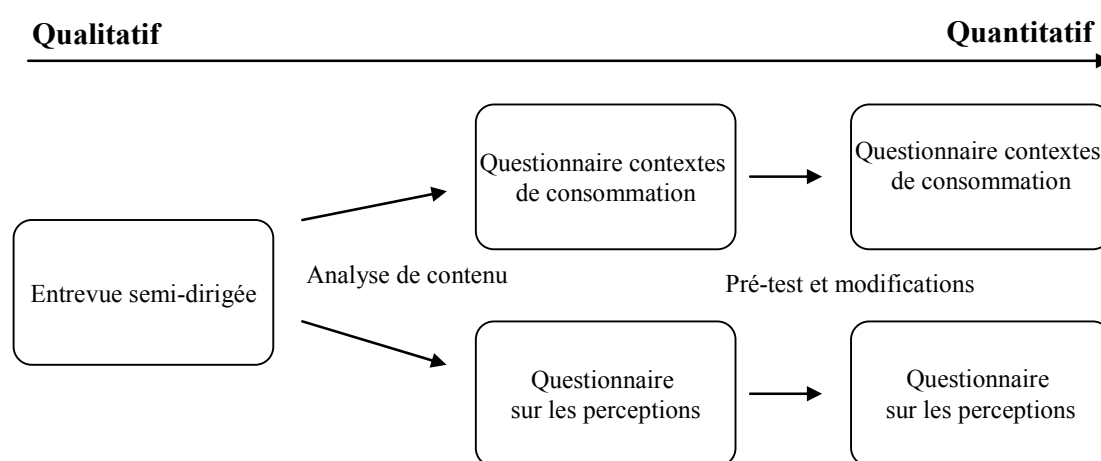 Qualitatif
Quantitatif
Questionnaire contextes
de consommation
Questionnaire contextes
de consommation
Entrevue semi-dirigée
Analyse de contenu
Pré-test et modifications
Questionnaire
sur les perceptions
Questionnaire
sur les perceptions